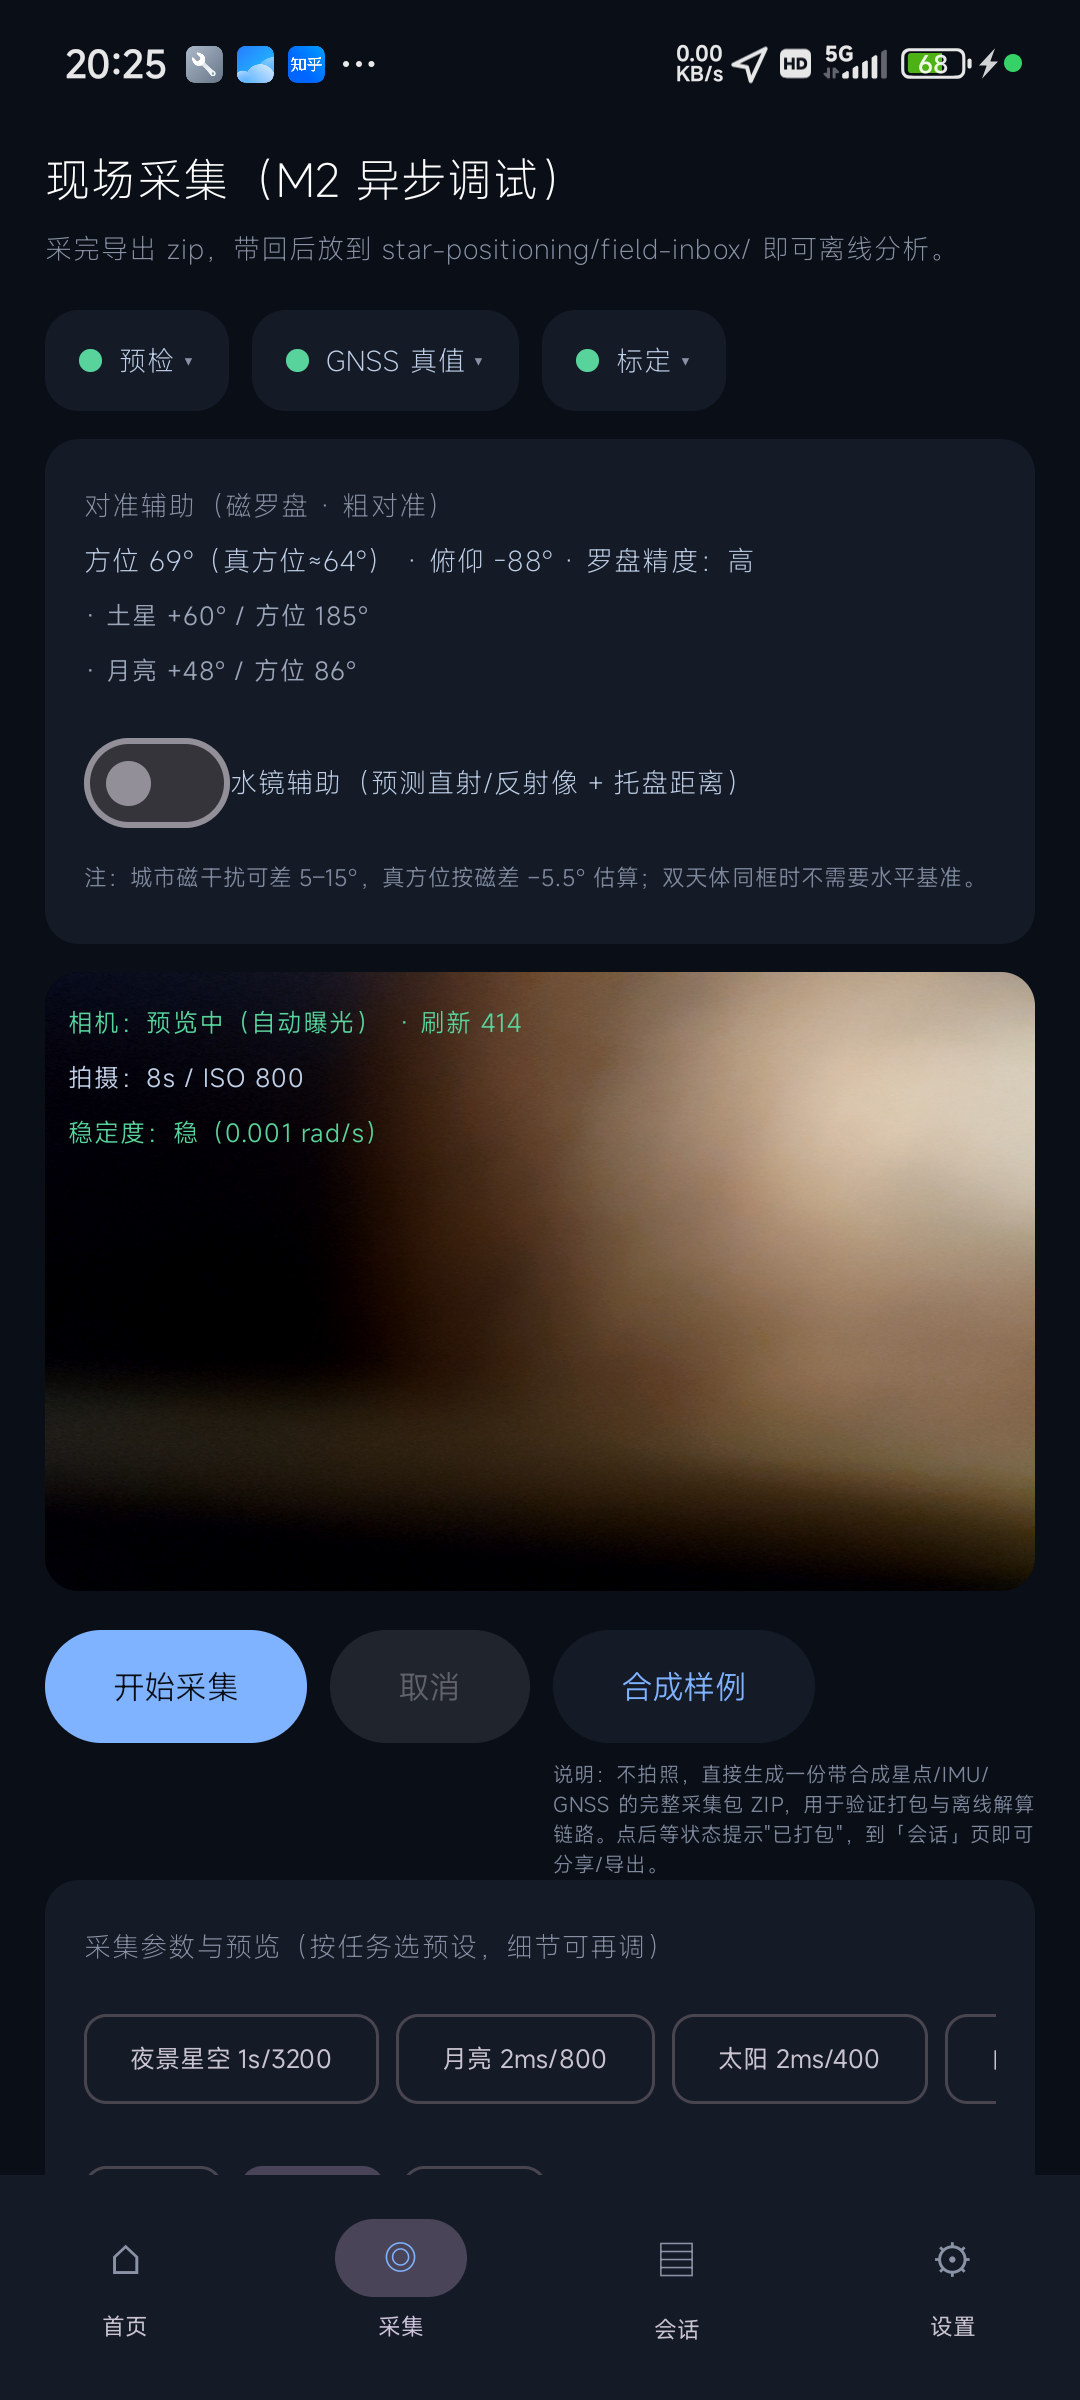 20:25 知乎 ··· 0.00 KB/s HD 5G 68
现场采集（M2 异步调试）
采完导出 zip，带回后放到 star-positioning/field-inbox/ 即可离线分析。
预检 ▾ GNSS 真值 ▾ 标定 ▾
对准辅助（磁罗盘 · 粗对准）
方位 69°（真方位≈64°） · 俯仰 -88° · 罗盘精度：高
· 土星 +60° / 方位 185°
· 月亮 +48° / 方位 86°
水镜辅助（预测直射/反射像 + 托盘距离）
注：城市磁干扰可差 5–15°，真方位按磁差 −5.5° 估算；双天体同框时不需要水平基准。
相机：预览中（自动曝光） · 刷新 414
拍摄：8s / ISO 800
稳定度：稳（0.001 rad/s）
开始采集 取消 合成样例
说明：不拍照，直接生成一份带合成星点/IMU/
GNSS 的完整采集包 ZIP，用于验证打包与离线解算
链路。点后等状态提示"已打包"，到「会话」页即可
分享/导出。
采集参数与预览（按任务选预设，细节可再调）
夜景星空 1s/3200 月亮 2ms/800 太阳 2ms/400
首页 采集 会话 设置